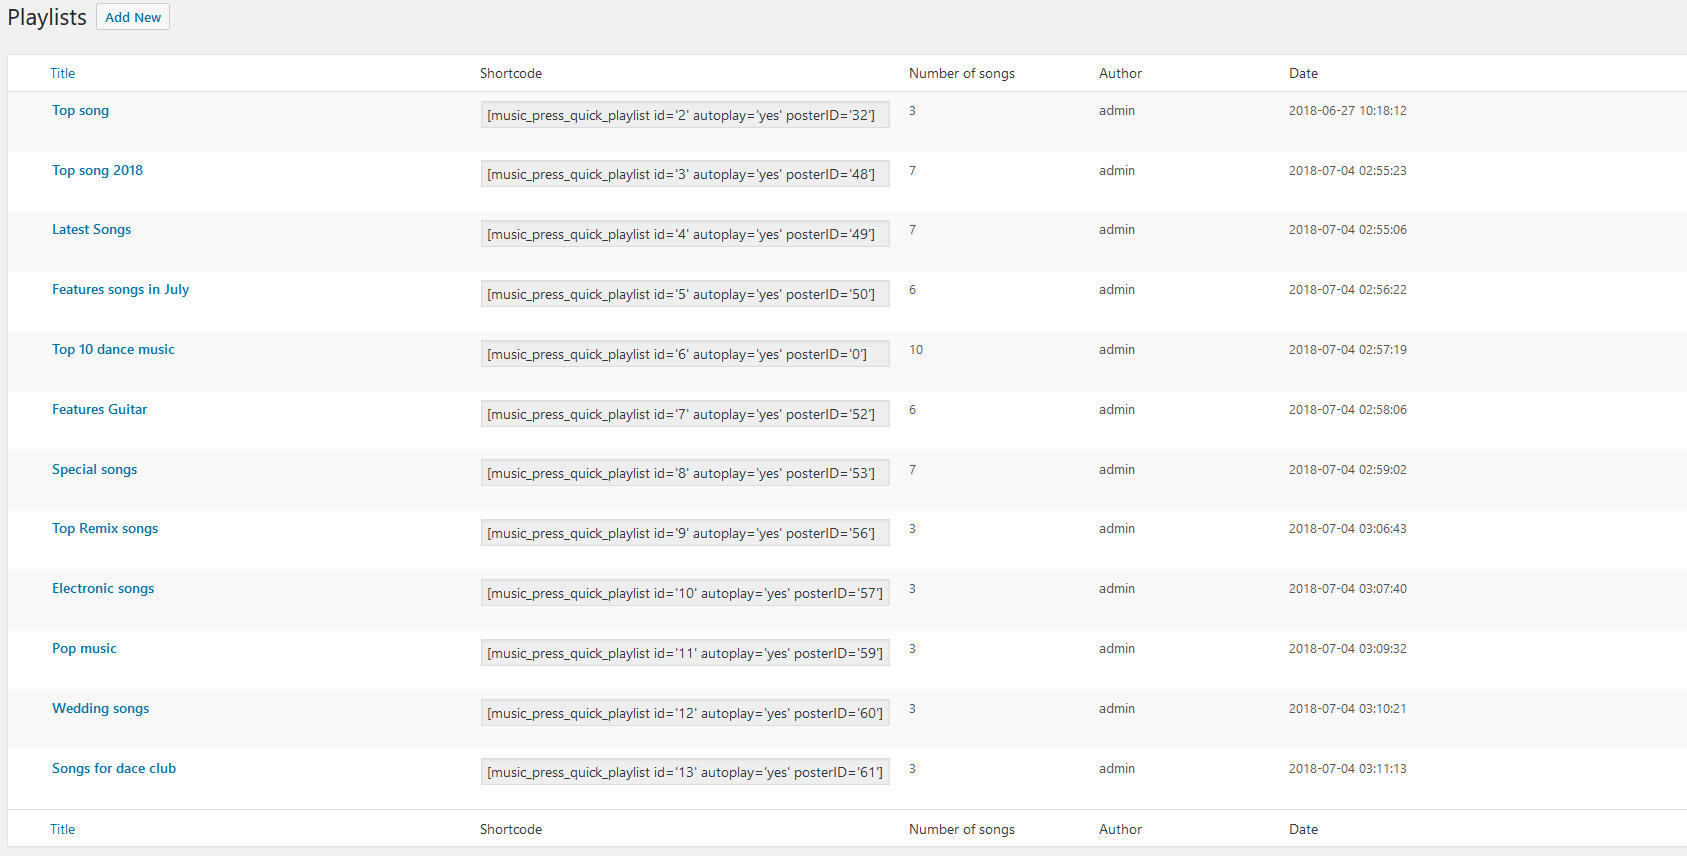 Playlists Add New
Title Shortcode Number of songs Author Date
Top song [music_press_quick_playlist id='2' autoplay='yes' posterID='32'] 3 admin 2018-06-27 10:18:12
Top song 2018 [music_press_quick_playlist id='3' autoplay='yes' posterID='48'] 7 admin 2018-07-04 02:55:23
Latest Songs [music_press_quick_playlist id='4' autoplay='yes' posterID='49'] 7 admin 2018-07-04 02:55:06
Features songs in July [music_press_quick_playlist id='5' autoplay='yes' posterID='50'] 6 admin 2018-07-04 02:56:22
Top 10 dance music [music_press_quick_playlist id='6' autoplay='yes' posterID='0'] 10 admin 2018-07-04 02:57:19
Features Guitar [music_press_quick_playlist id='7' autoplay='yes' posterID='52'] 6 admin 2018-07-04 02:58:06
Special songs [music_press_quick_playlist id='8' autoplay='yes' posterID='53'] 7 admin 2018-07-04 02:59:02
Top Remix songs [music_press_quick_playlist id='9' autoplay='yes' posterID='56'] 3 admin 2018-07-04 03:06:43
Electronic songs [music_press_quick_playlist id='10' autoplay='yes' posterID='57'] 3 admin 2018-07-04 03:07:40
Pop music [music_press_quick_playlist id='11' autoplay='yes' posterID='59'] 3 admin 2018-07-04 03:09:32
Wedding songs [music_press_quick_playlist id='12' autoplay='yes' posterID='60'] 3 admin 2018-07-04 03:10:21
Songs for dace club [music_press_quick_playlist id='13' autoplay='yes' posterID='61'] 3 admin 2018-07-04 03:11:13
Title Shortcode Number of songs Author Date